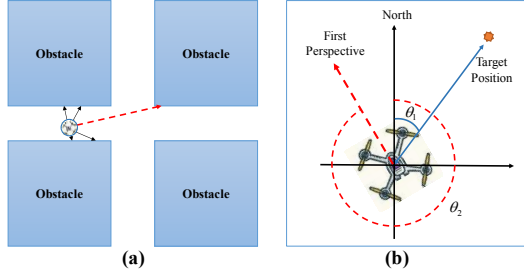 Obstacle
Obstacle
Obstacle
Obstacle
(a)
North
First
Perspective
Target
Position
θ1
θ2
(b)